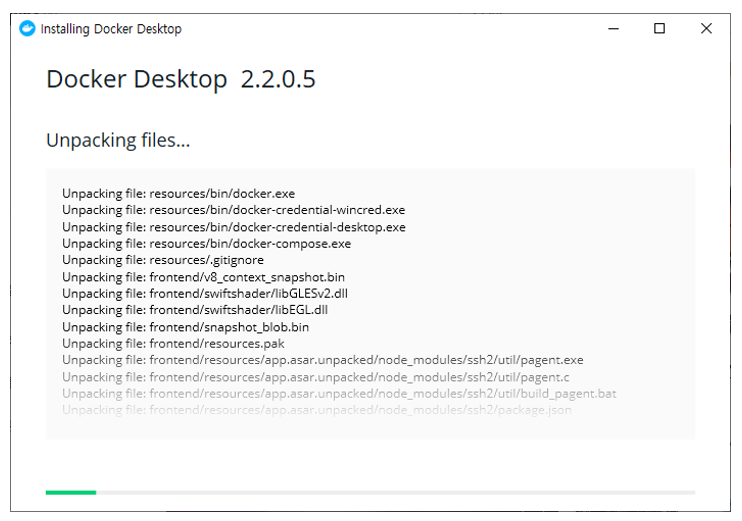 Installing Docker Desktop
Docker Desktop 2.2.0.5
Unpacking files...
Unpacking file: resources/bin/docker.exe
Unpacking file: resources/bin/docker-credential-wincred.exe
Unpacking file: resources/bin/docker-credential-desktop.exe
Unpacking file: resources/bin/docker-compose.exe
Unpacking file: resources/.gitignore
Unpacking file: frontend/v8_context_snapshot.bin
Unpacking file: frontend/swiftshader/libGLESv2.dll
Unpacking file: frontend/swiftshader/libEGL.dll
Unpacking file: frontend/snapshot_blob.bin
Unpacking file: frontend/resources.pak
Unpacking file: frontend/resources/app.asar.unpacked/node_modules/ssh2/util/pagent.exe
Unpacking file: frontend/resources/app.asar.unpacked/node_modules/ssh2/util/pagent.c
Unpacking file: frontend/resources/app.asar.unpacked/node_modules/ssh2/util/build_pagent.bat
Unpacking file: frontend/resources/app.asar.unpacked/node_modules/ssh2/package.json